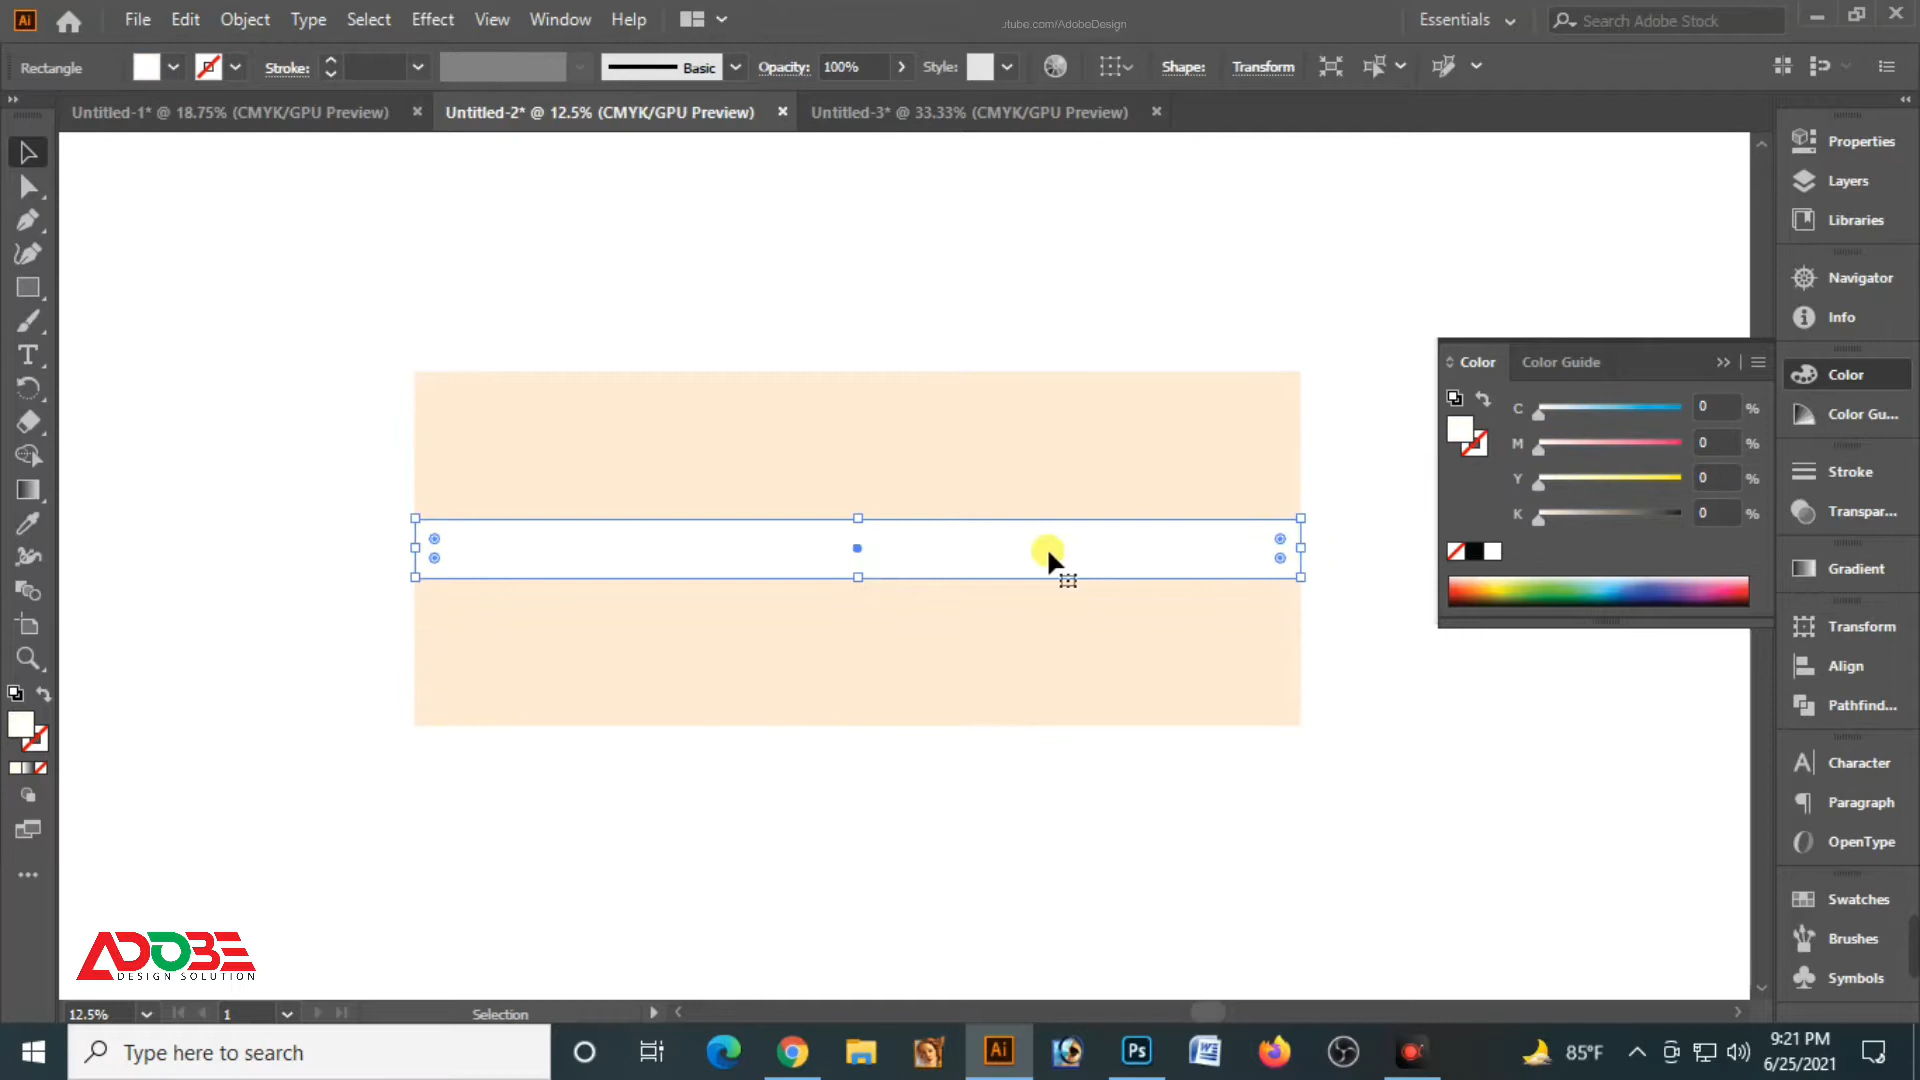 Ai File Edit Object Type Select Effect View Window Help Jtube.com/AdobeDesign Essentials Search Adobe Stock
Rectangle Stroke: Basic Opacity: 100% Style: Shape: Transform
Untitled-1* @ 18.75% (CMYK/GPU Preview) Untitled-2* @ 12.5% (CMYK/GPU Preview) Untitled-3* @ 33.33% (CMYK/GPU Preview)
Properties
Layers
Libraries
Navigator
Info
Color
Color Gu...
Stroke
Transpar...
Gradient
Transform
Align
Pathfind...
Character
Paragraph
OpenType
Swatches
Brushes
Symbols
Color Color Guide
C 0 %
M 0 %
Y 0 %
K 0 %
ADOBE
DESIGN SOLUTION
12.5% 1 Selection
Type here to search
Ai
Ps
85°F
9:21 PM
6/25/2021